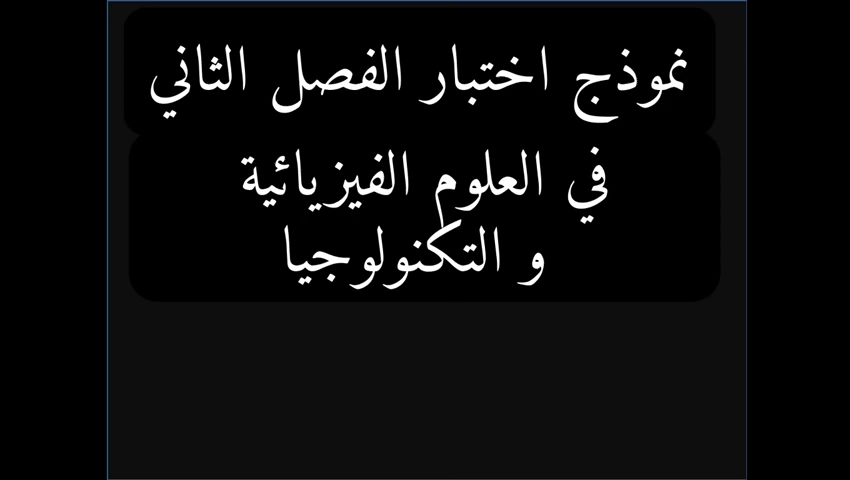 نموذج اختبار الفصل الثاني
في العلوم الفيزيائية
و التكنولوجيا